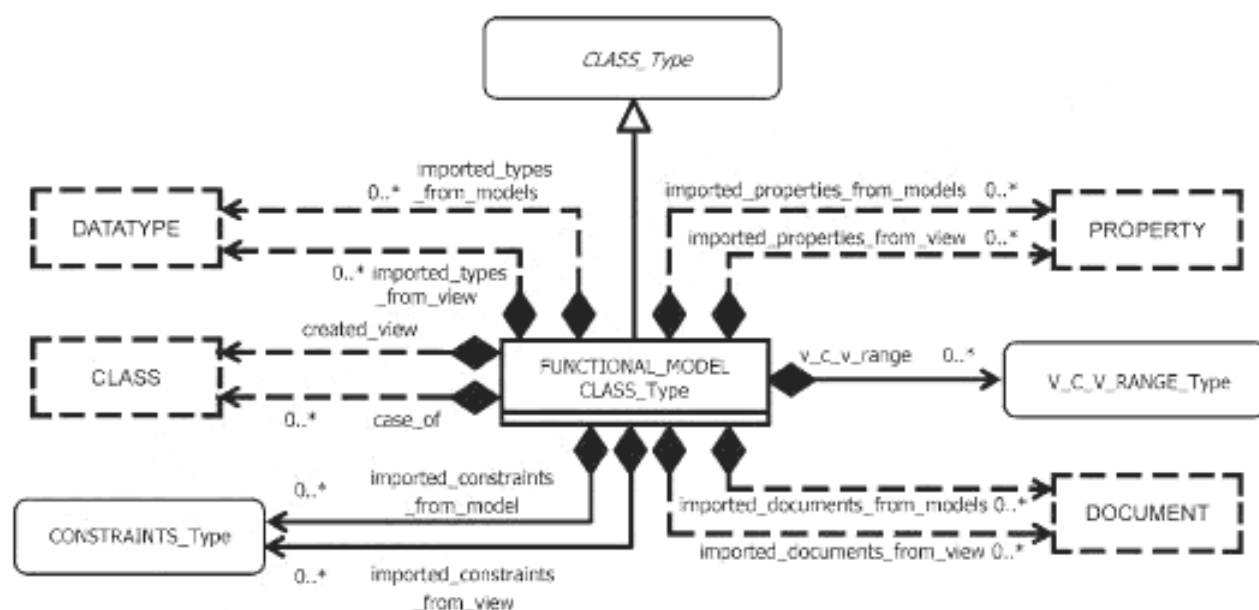 CLASS_Type
imported_types
0..* _from_models
imported_properties_from_models 0..*
DATATYPE
PROPERTY
imported_properties_from_view 0..*
0..* imported_types
_from_view
created_view
FUNCTIONAL_MODEL
CLASS_Type
v_c_v_range 0..*
CLASS
V_C_V_RANGE_Type
0..* case_of
imported_constraints
0..* _from_model
imported_documents_from_models 0..*
DOCUMENT
CONSTRAINTS_Type
imported_documents_from_view 0..*
0..* imported_constraints
_from_view